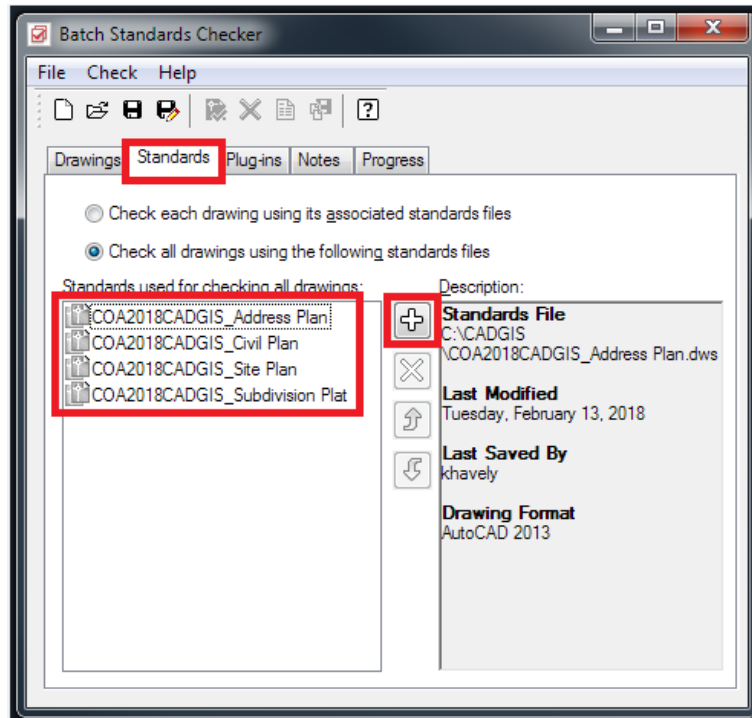 Batch Standards Checker
File Check Help
Drawings Standards Plug-ins Notes Progress
Check each drawing using its associated standards files
Check all drawings using the following standards files
Standards used for checking all drawings:
COA2018CADGIS_Address Plan
COA2018CADGIS_Civil Plan
COA2018CADGIS_Site Plan
COA2018CADGIS_Subdivision Plat
Description:
Standards File
C:\CADGIS
\COA2018CADGIS_Address Plan.dws
Last Modified
Tuesday, February 13, 2018
Last Saved By
khavely
Drawing Format
AutoCAD 2013